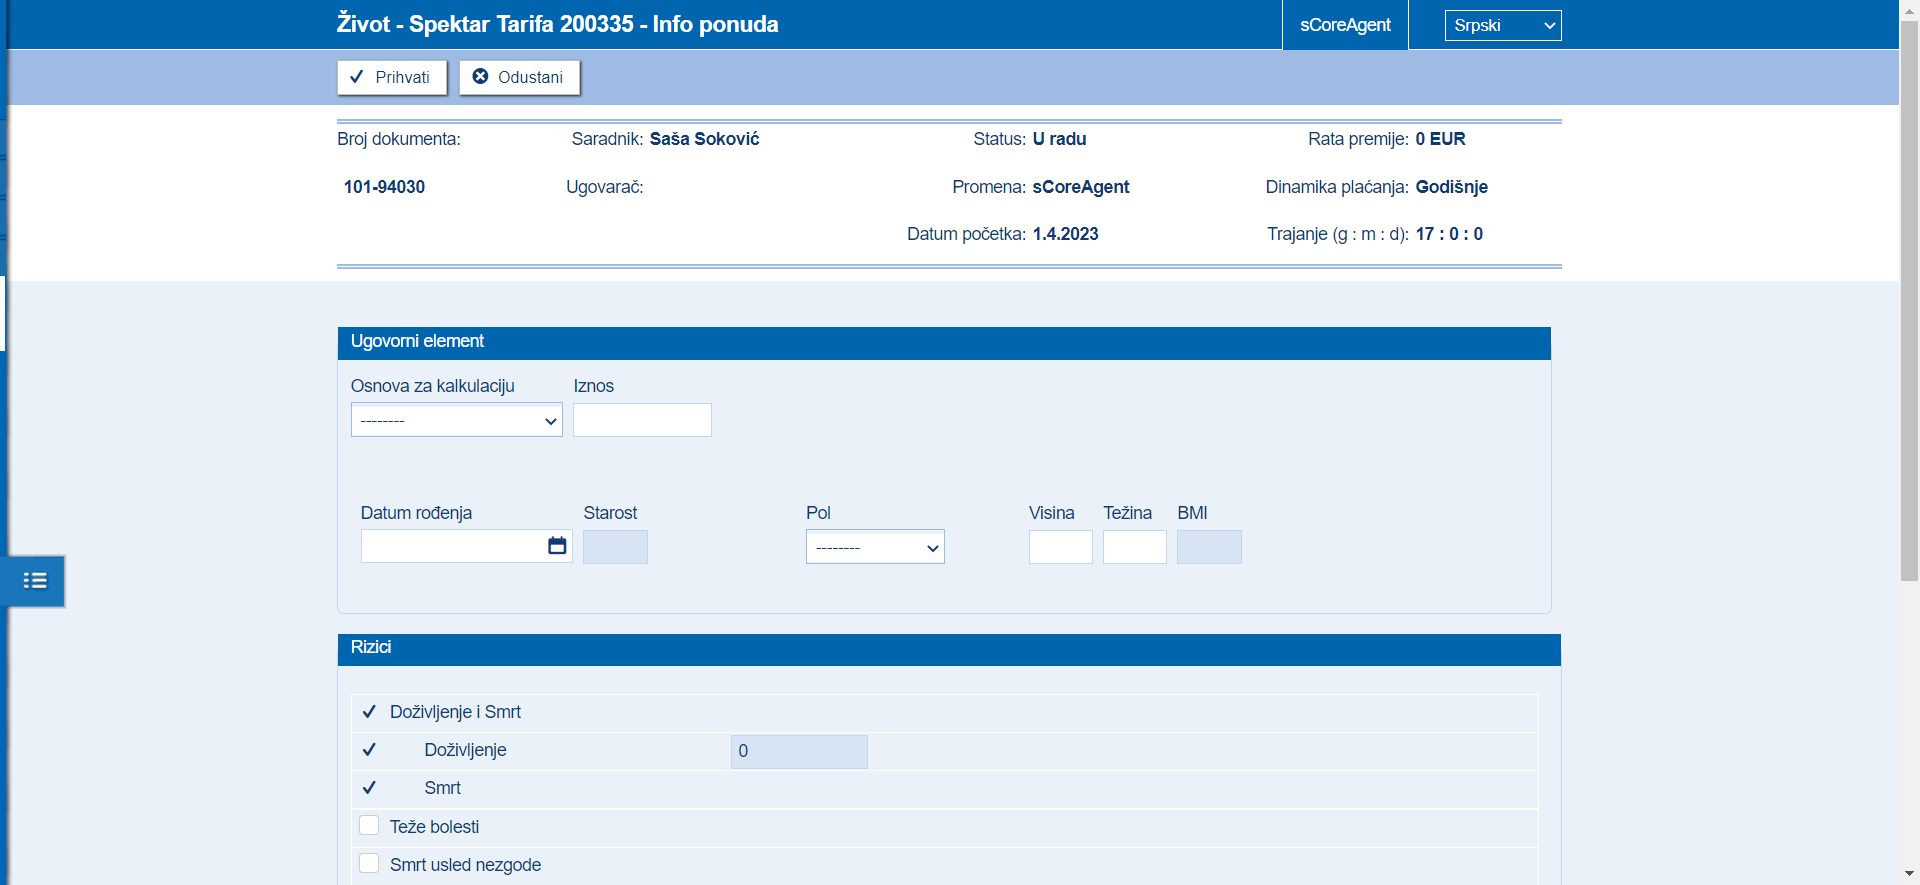 Život - Spektar Tarifa 200335 - Info ponuda
sCoreAgent
Srpski
Prihvati
Odustani
Broj dokumenta:
Saradnik: Saša Soković
Status: U radu
Rata premije: 0 EUR
101-94030
Ugovarač:
Promena: sCoreAgent
Dinamika plaćanja: Godišnje
Datum početka: 1.4.2023
Trajanje (g : m : d): 17 : 0 : 0
Ugovorni element
Osnova za kalkulaciju
Iznos
--------
Datum rođenja
Starost
Pol
Visina
Težina
BMI
--------
Rizici
Doživljenje i Smrt
Doživljenje
0
Smrt
Teže bolesti
Smrt usled nezgode